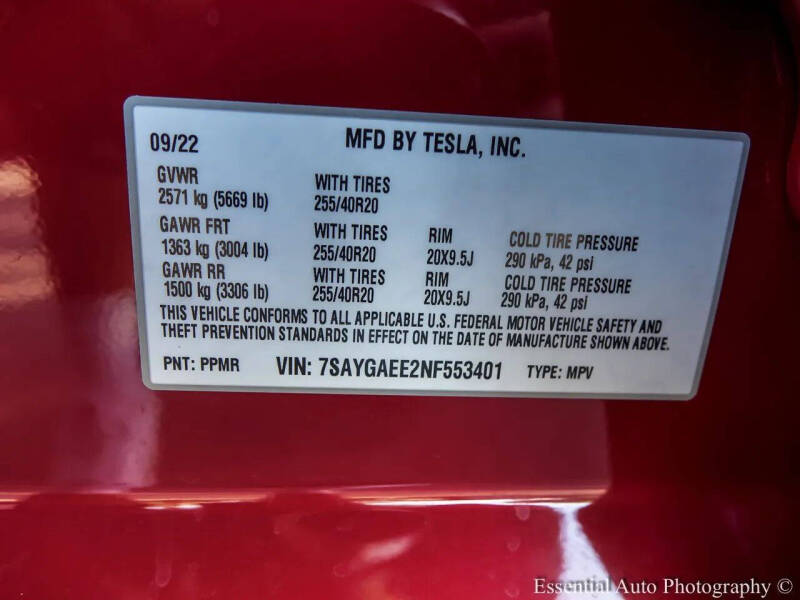 09/22 MFD BY TESLA, INC.
GVWR WITH TIRES
2571 kg (5669 lb) 255/40R20
GAWR FRT WITH TIRES RIM COLD TIRE PRESSURE
1363 kg (3004 lb) 255/40R20 20X9.5J 290 kPa, 42 psi
GAWR RR WITH TIRES RIM COLD TIRE PRESSURE
1500 kg (3306 lb) 255/40R20 20X9.5J 290 kPa, 42 psi
THIS VEHICLE CONFORMS TO ALL APPLICABLE U.S. FEDERAL MOTOR VEHICLE SAFETY AND
THEFT PREVENTION STANDARDS IN EFFECT ON THE DATE OF MANUFACTURE SHOWN ABOVE.
PNT: PPMR VIN: 7SAYGAEE2NF553401 TYPE: MPV
Essential Auto Photography ©